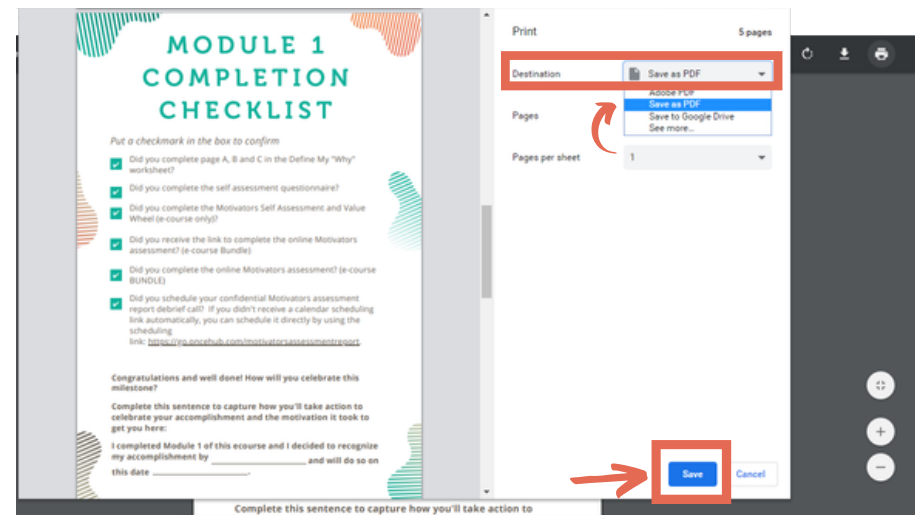 MODULE 1
COMPLETION
CHECKLIST
Put a checkmark in the box to confirm
Did you complete page A, B and C in the Define My "Why"
worksheet?
Did you complete the self assessment questionnaire?
Did you complete the Motivators Self Assessment and Value
Wheel (e-course only)?
Did you receive the link to complete the online Motivators
assessment? (e-course Bundle)
Did you complete the online Motivators assessment? (e-course
BUNDLE)
Did you schedule your confidential Motivators assessment
report debrief call? If you didn't receive a calendar scheduling
link automatically, you can schedule it directly by using the
scheduling
link: https://go.oncehub.com/motivatorsassessmentreport.
Congratulations and well done! How will you celebrate this
milestone?
Complete this sentence to capture how you'll take action to
celebrate your accomplishment and the motivation it took to
get you here:
I completed Module 1 of this ecourse and I decided to recognize
my accomplishment by ____________________ and will do so on
this date ____________________.
Complete this sentence to capture how you'll take action to
Print
5 pages
Destination
Save as PDF
Adobe PDF
Save as PDF
Save to Google Drive
See more...
Pages
Pages per sheet
1
Save
Cancel